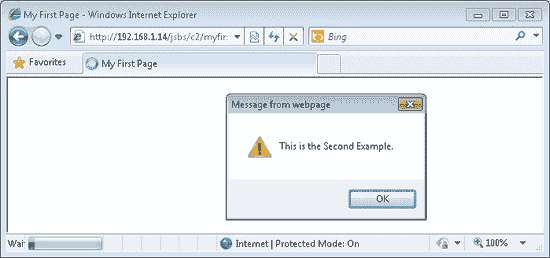 My First Page - Windows Internet Explorer
http://192.168.1.14/jsbs/c2/myfir
Bing
Favorites
My First Page
Message from webpage
This is the Second Example.
OK
Wait
Internet | Protected Mode: On
100%